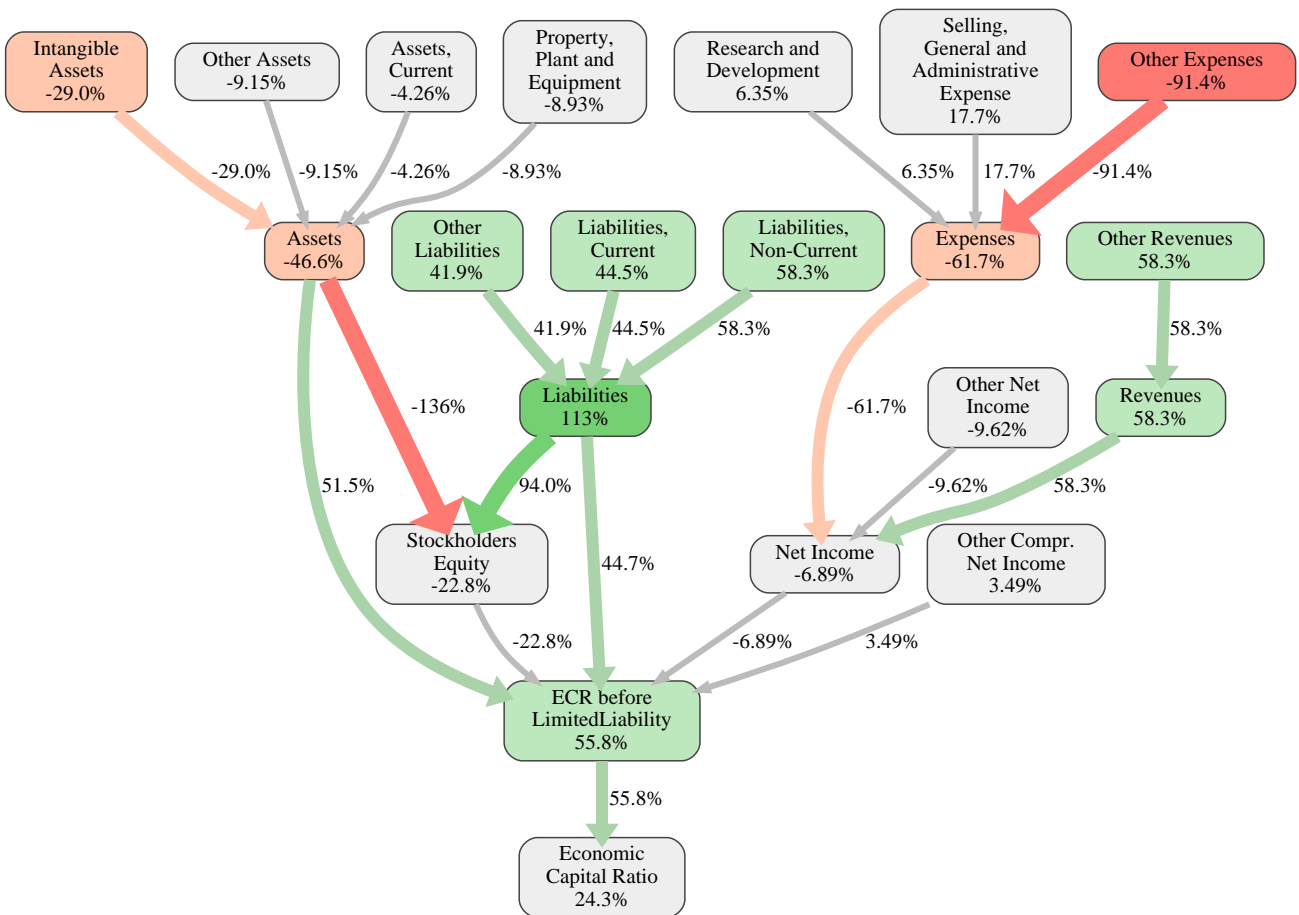 Intangible
Assets
-29.0%
Other Assets
-9.15%
Assets,
Current
-4.26%
Property,
Plant and
Equipment
-8.93%
Research and
Development
6.35%
Selling,
General and
Administrative
Expense
17.7%
Other Expenses
-91.4%
-29.0%
-9.15%
-4.26%
-8.93%
6.35%
17.7%
-91.4%
Assets
-46.6%
Other
Liabilities
41.9%
Liabilities,
Current
44.5%
Liabilities,
Non-Current
58.3%
Expenses
-61.7%
Other Revenues
58.3%
41.9%
44.5%
58.3%
58.3%
Liabilities
113%
-136%
-61.7%
Other Net
Income
-9.62%
Revenues
58.3%
51.5%
94.0%
-9.62%
58.3%
Stockholders
Equity
-22.8%
44.7%
Net Income
-6.89%
Other Compr.
Net Income
3.49%
-22.8%
-6.89%
3.49%
ECR before
LimitedLiability
55.8%
55.8%
Economic
Capital Ratio
24.3%